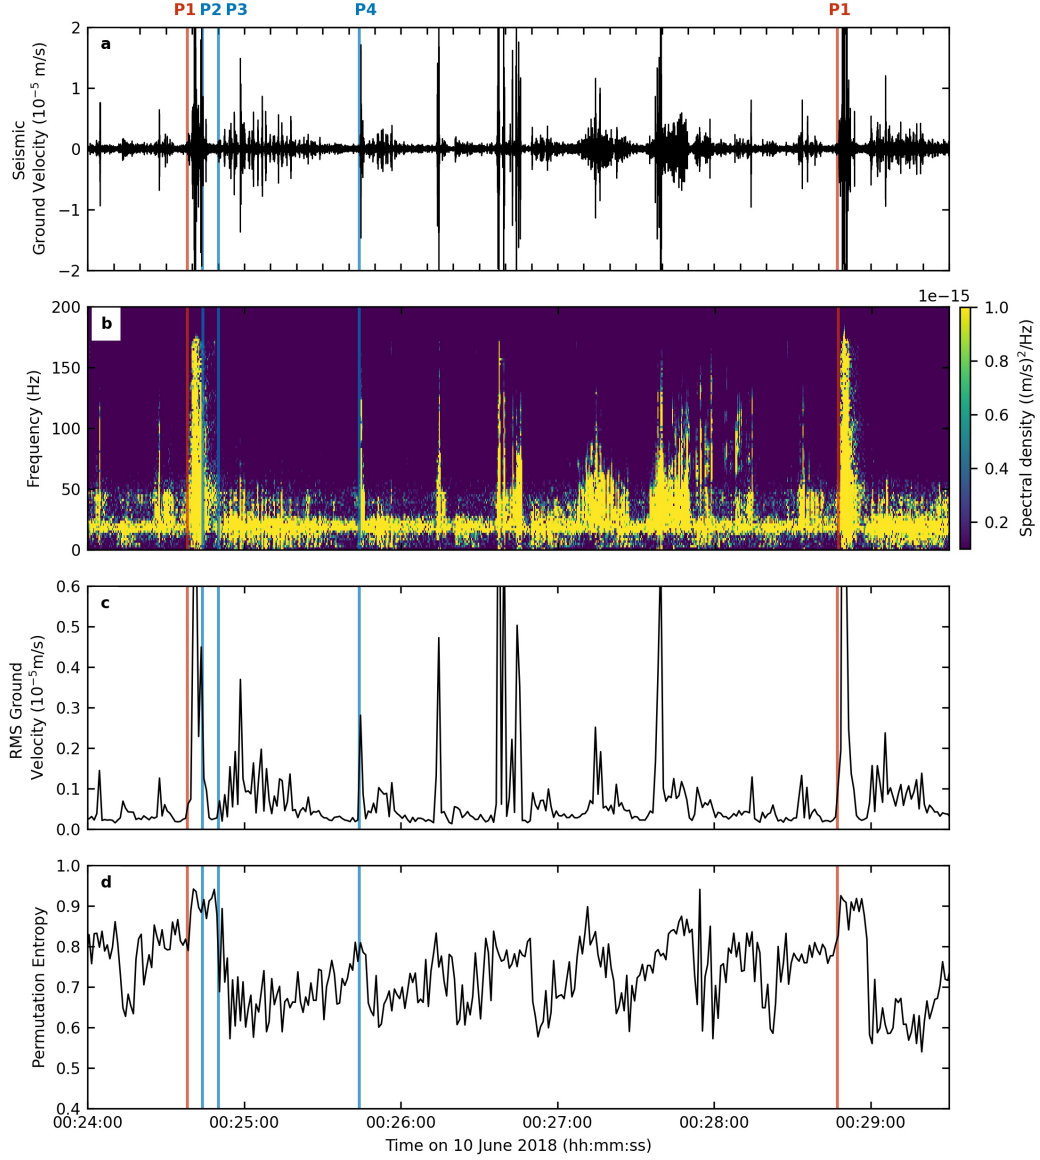 P1 P2 P3 P4 P1
a
2
1
0
−1
−2
Seismic
Ground Velocity (10⁻⁵ m/s)
1e−15
b
200
150
100
50
0
Frequency (Hz)
1.0
0.8
0.6
0.4
0.2
Spectral density ((m/s)²/Hz)
c
0.6
0.5
0.4
0.3
0.2
0.1
0.0
RMS Ground
Velocity (10⁻⁵m/s)
d
1.0
0.9
0.8
0.7
0.6
0.5
0.4
Permutation Entropy
00:24:00 00:25:00 00:26:00 00:27:00 00:28:00 00:29:00
Time on 10 June 2018 (hh:mm:ss)